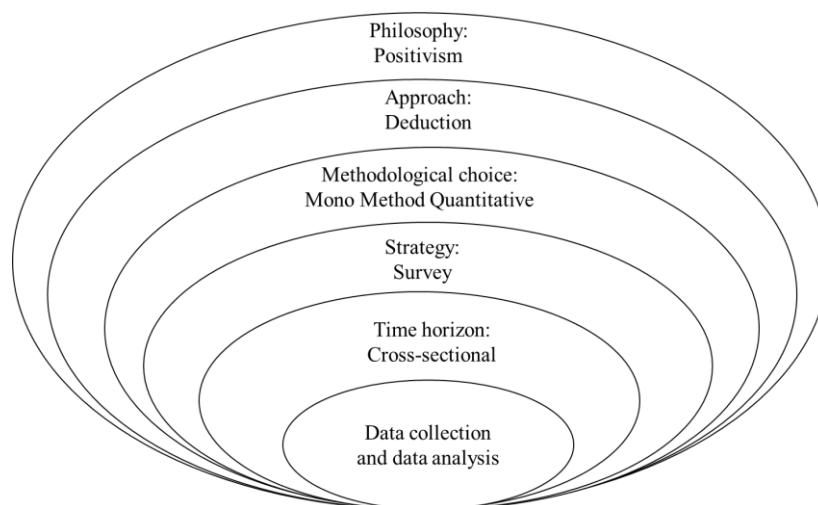 Philosophy:
Positivism
Approach:
Deduction
Methodological choice:
Mono Method Quantitative
Strategy:
Survey
Time horizon:
Cross-sectional
Data collection
and data analysis